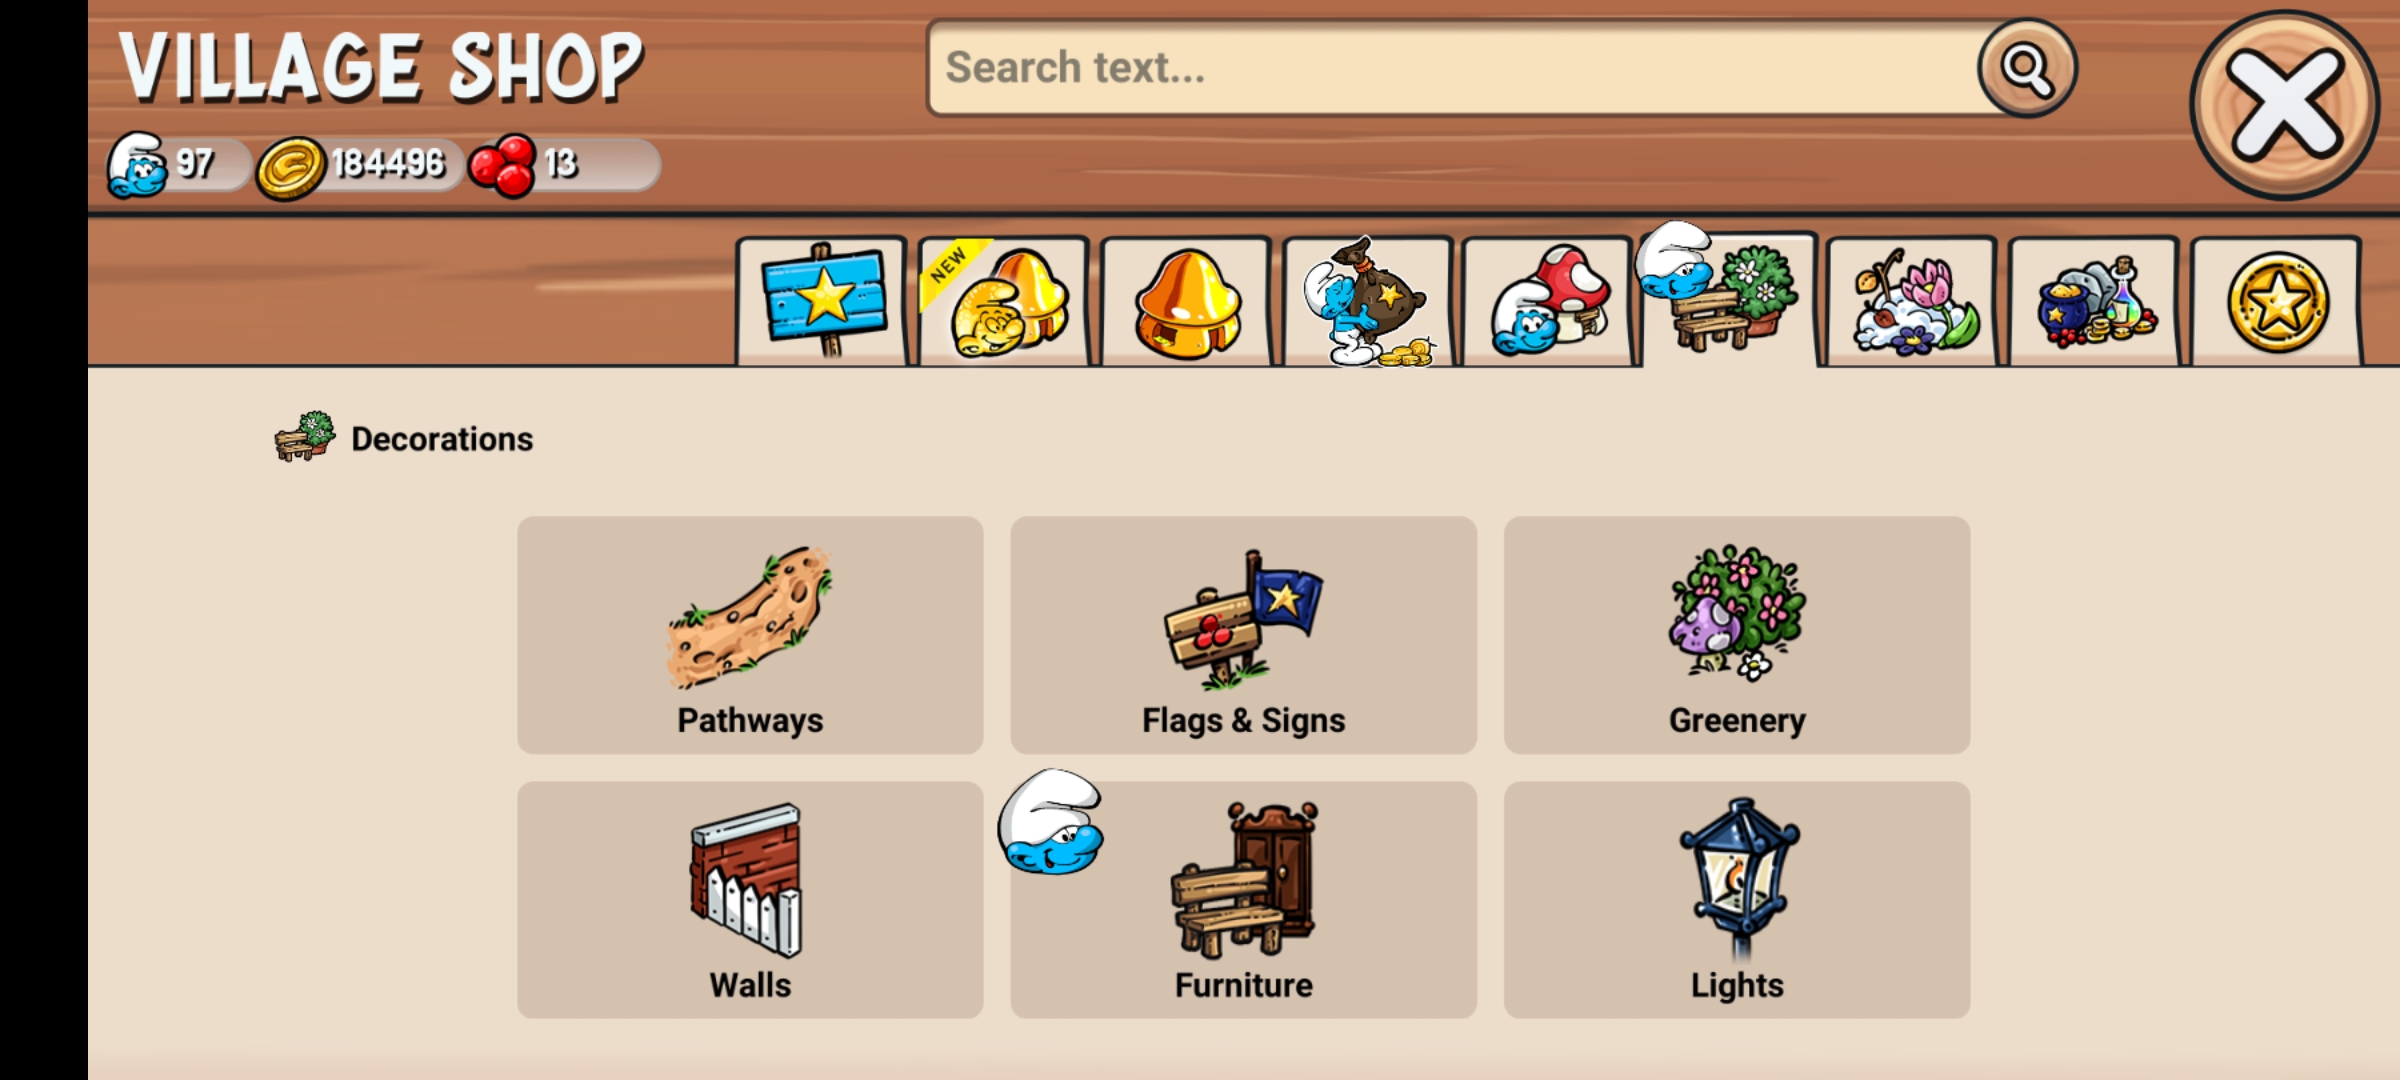 VILLAGE SHOP
Search text...
97 184496 13
NEW
Decorations
Pathways
Flags & Signs
Greenery
Walls
Furniture
Lights